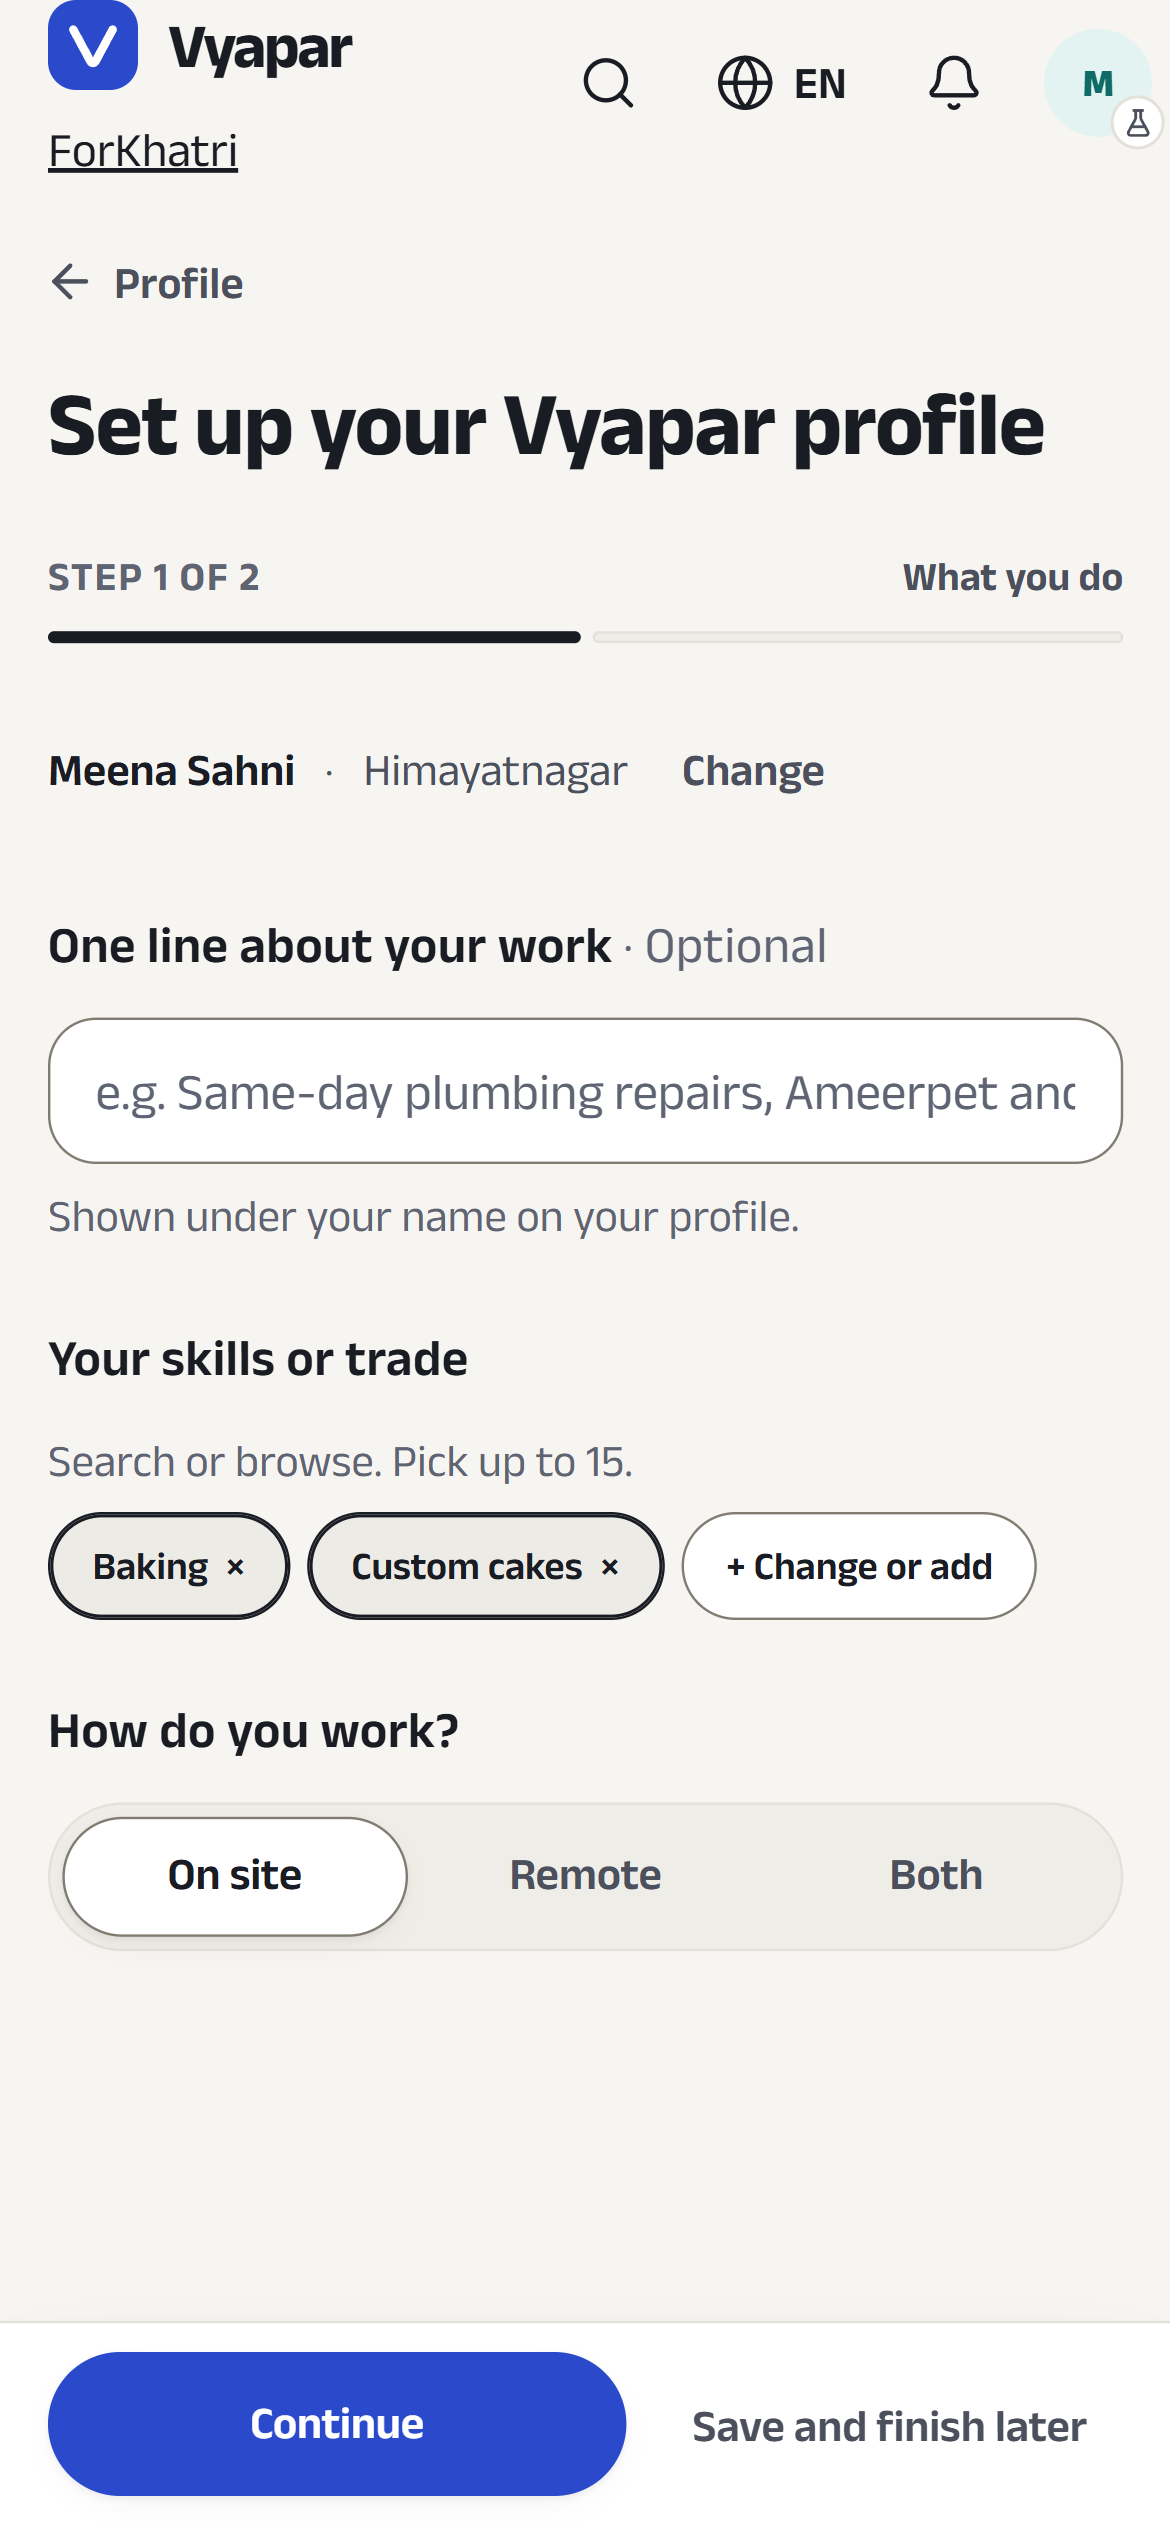 Vyapar
EN
M
ForKhatri
Profile
Set up your Vyapar profile
STEP 1 OF 2
What you do
Meena Sahni · Himayatnagar Change
One line about your work · Optional
e.g. Same-day plumbing repairs, Ameerpet and
Shown under your name on your profile.
Your skills or trade
Search or browse. Pick up to 15.
Baking × Custom cakes × + Change or add
How do you work?
On site Remote Both
Continue Save and finish later